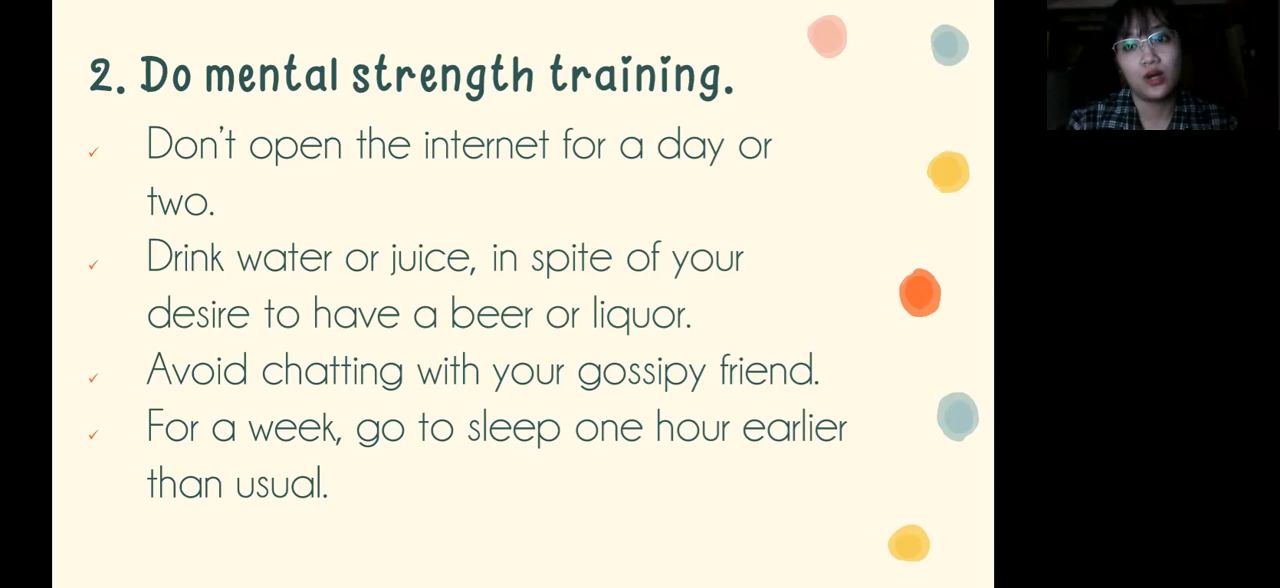 2. Do mental strength training.
Don't open the internet for a day or
two.
Drink water or juice, in spite of your
desire to have a beer or liquor.
Avoid chatting with your gossipy friend.
For a week, go to sleep one hour earlier
than usual.